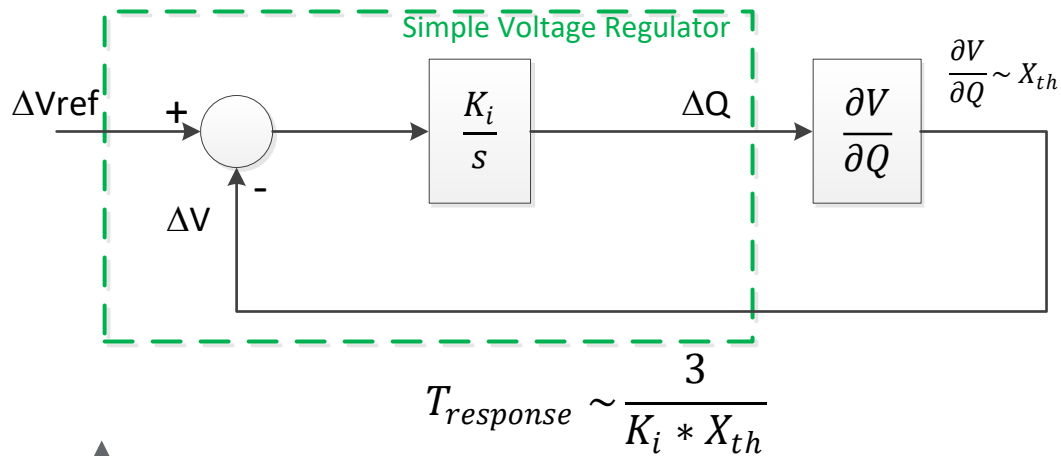 Simple Voltage Regulator
ΔVref
+
-
ΔV
K_i
s
ΔQ
∂V
∂Q
∂V
∂Q ~ X_th
T_response ~ 3
K_i * X_th